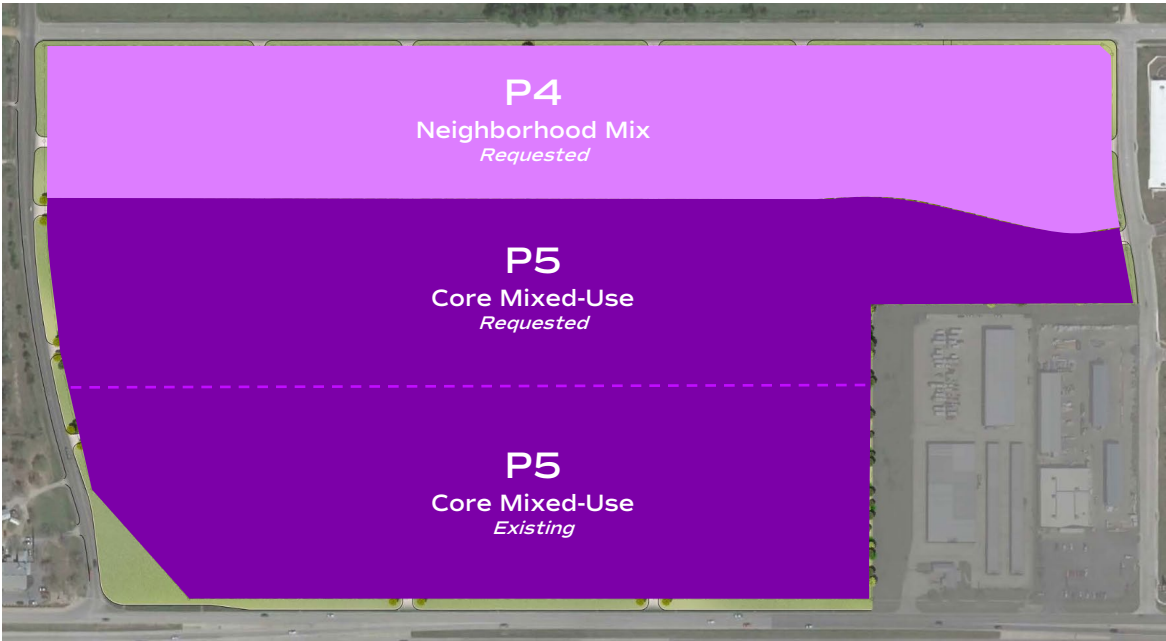 P4
Neighborhood Mix
Requested
P5
Core Mixed-Use
Requested
P5
Core Mixed-Use
Existing